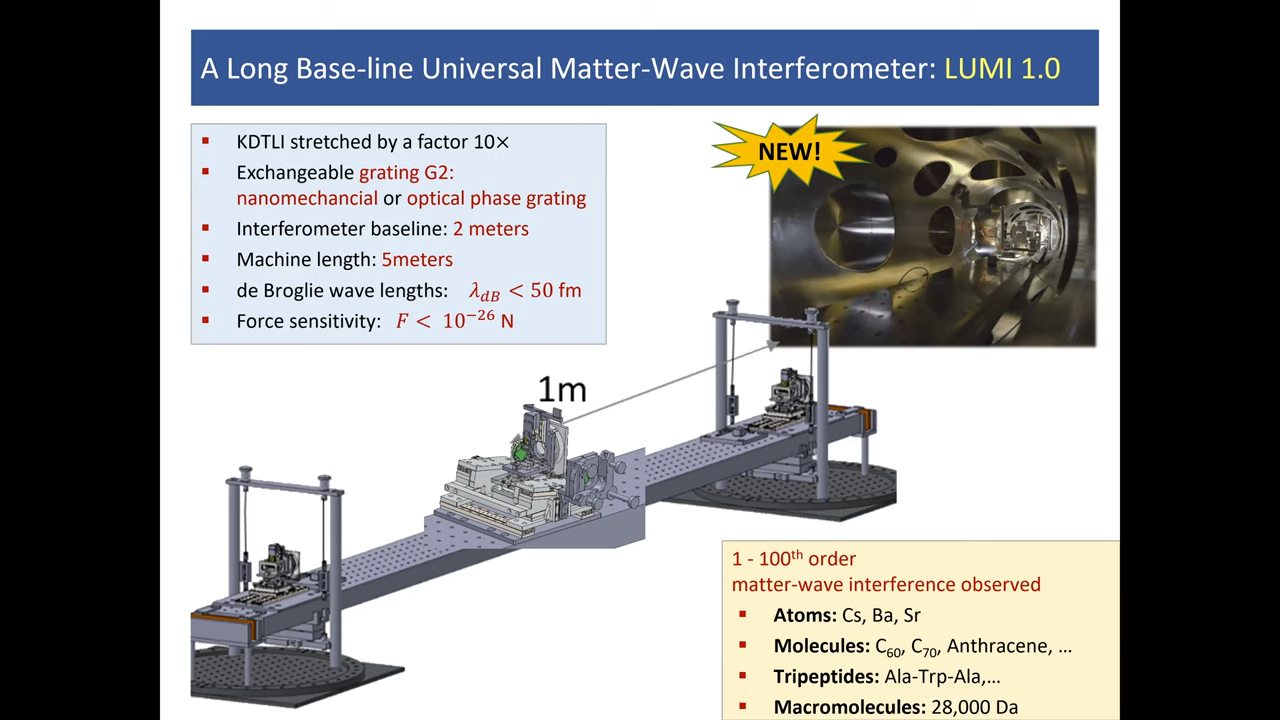 A Long Base-line Universal Matter-Wave Interferometer: LUMI 1.0
▪ KDTLI stretched by a factor 10×
▪ Exchangeable grating G2:
nanomechancial or optical phase grating
▪ Interferometer baseline: 2 meters
▪ Machine length: 5meters
▪ de Broglie wave lengths: λ_dB < 50 fm
▪ Force sensitivity: F < 10⁻²⁶ N
NEW!
1m
1 - 100th order
matter-wave interference observed
▪ Atoms: Cs, Ba, Sr
▪ Molecules: C₆₀, C₇₀, Anthracene, ...
▪ Tripeptides: Ala-Trp-Ala,...
▪ Macromolecules: 28,000 Da